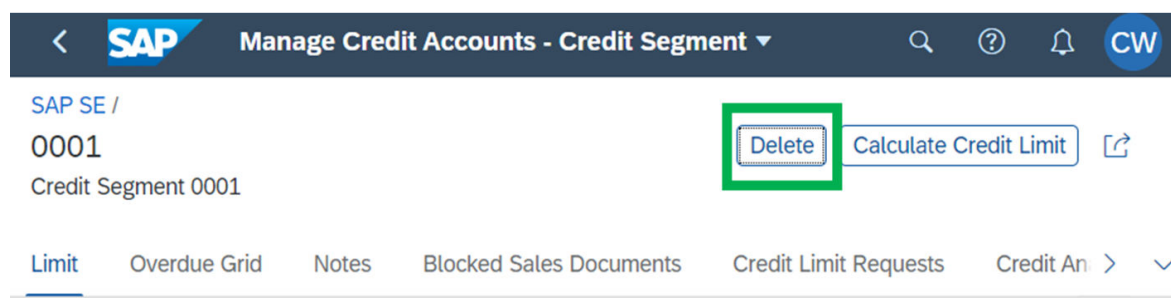 SAP Manage Credit Accounts - Credit Segment CW
SAP SE /
0001
Delete Calculate Credit Limit
Credit Segment 0001
Limit Overdue Grid Notes Blocked Sales Documents Credit Limit Requests Credit An